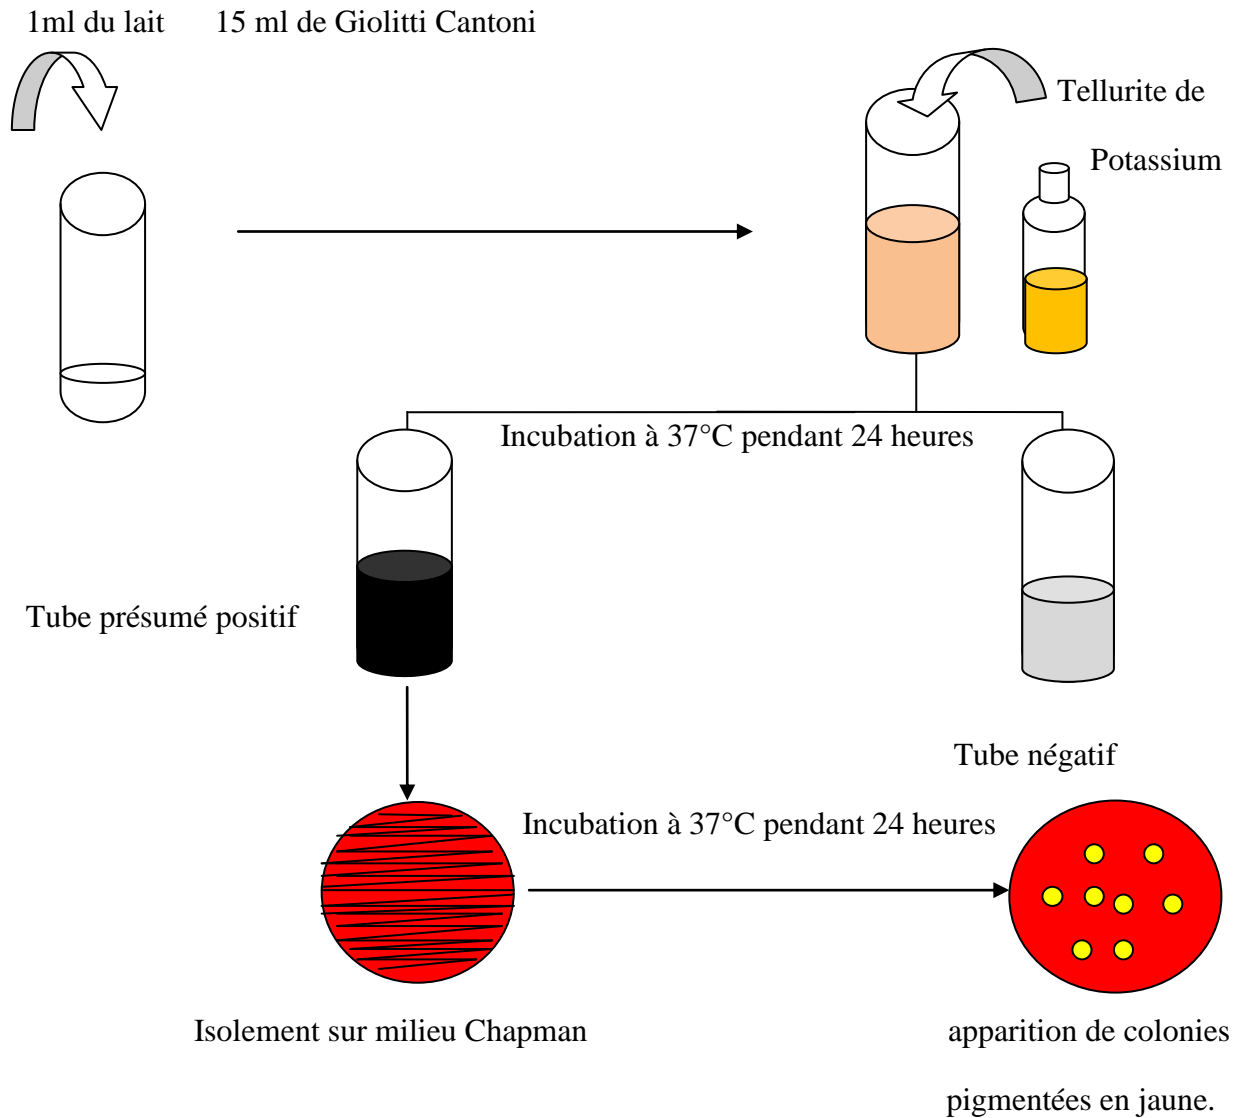 1ml du lait 15 ml de Giolitti Cantoni
Tellurite de
Potassium
Incubation à 37°C pendant 24 heures
Tube présumé positif
Tube négatif
Incubation à 37°C pendant 24 heures
Isolement sur milieu Chapman
apparition de colonies
pigmentées en jaune.